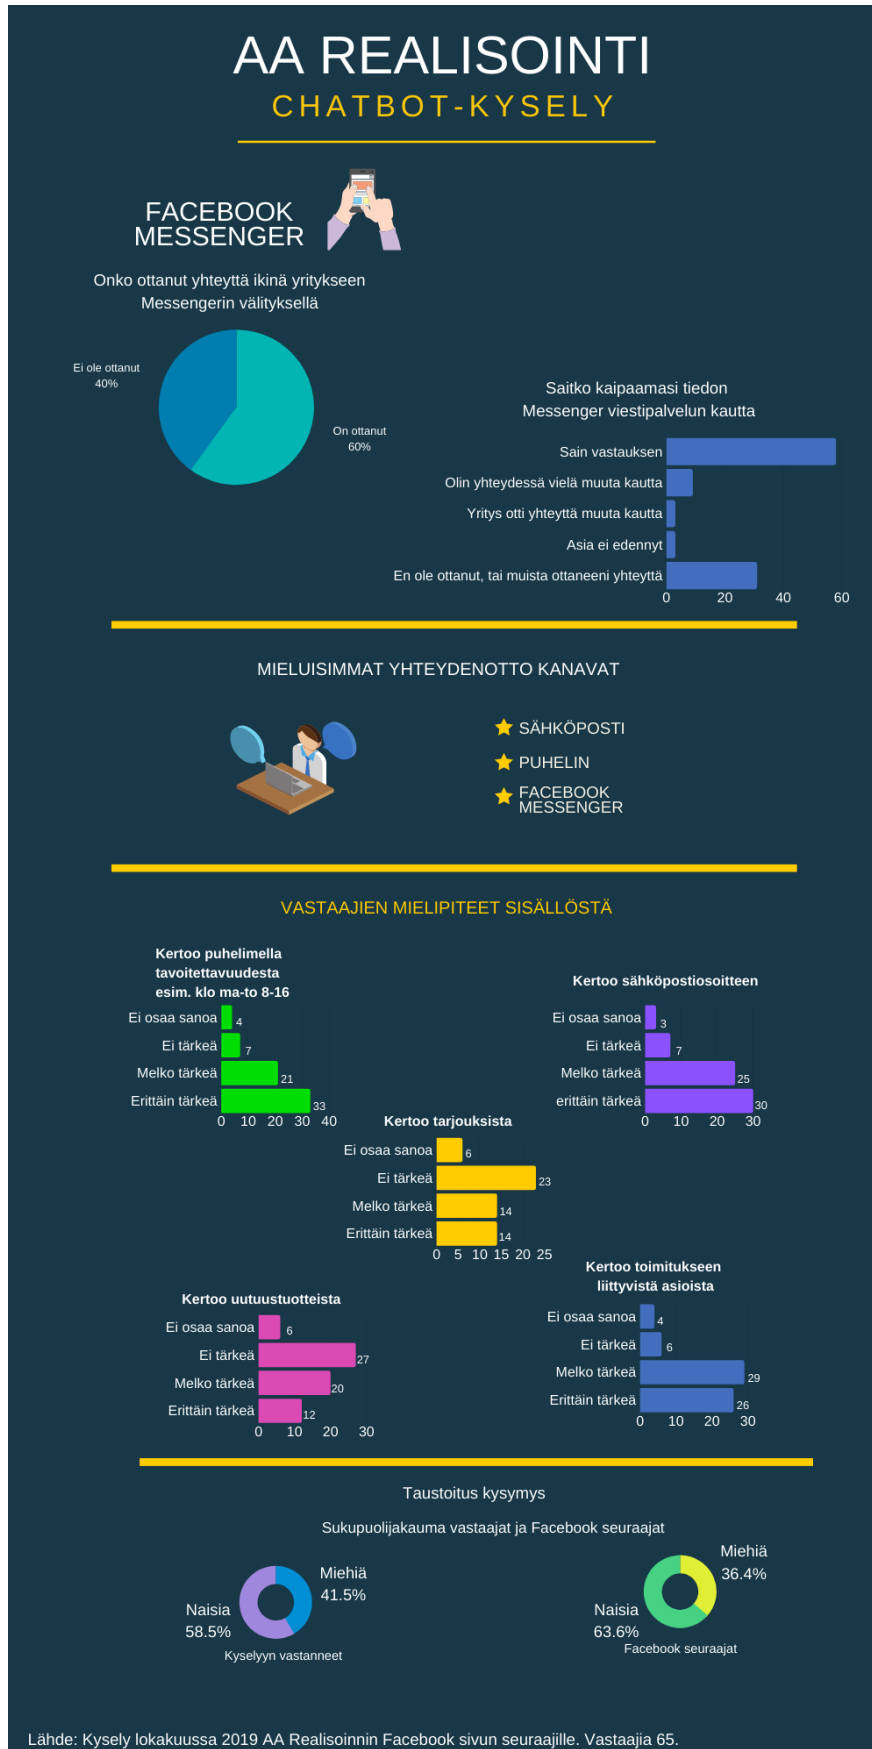 AA REALISOINTI
CHATBOT-KYSELY
FACEBOOK
MESSENGER
Onko ottanut yhteyttä ikinä yritykseen
Messengerin välityksellä
Ei ole ottanut
40%
On ottanut
60%
Saitko kaipaamasi tiedon
Messenger viestipalvelun kautta
Sain vastauksen
Olin yhteydessä vielä muuta kautta
Yritys otti yhteyttä muuta kautta
Asia ei edennyt
En ole ottanut, tai muista ottaneeni yhteyttä
0 20 40 60
MIELUISIMMAT YHTEYDENOTTO KANAVAT
SÄHKÖPOSTI
PUHELIN
FACEBOOK
MESSENGER
VASTAAJIEN MIELIPITEET SISÄLLÖSTÄ
Kertoo puhelimella
tavoitettavuudesta
esim. klo ma-to 8-16
Ei osaa sanoa 4
Ei tärkeä 7
Melko tärkeä 21
Erittäin tärkeä 33
0 10 20 30 40
Kertoo sähköpostiosoitteen
Ei osaa sanoa 3
Ei tärkeä 7
Melko tärkeä 25
erittäin tärkeä 30
0 10 20 30
Kertoo tarjouksista
Ei osaa sanoa 6
Ei tärkeä 23
Melko tärkeä 14
Erittäin tärkeä 14
0 5 10 15 20 25
Kertoo uutuustuotteista
Ei osaa sanoa 6
Ei tärkeä 27
Melko tärkeä 20
Erittäin tärkeä 12
0 10 20 30
Kertoo toimitukseen
liittyvistä asioista
Ei osaa sanoa 4
Ei tärkeä 6
Melko tärkeä 29
Erittäin tärkeä 26
0 10 20 30
Taustoitus kysymys
Sukupuolijakauma vastaajat ja Facebook seuraajat
Miehiä
41.5%
Naisia
58.5%
Kyselyyn vastanneet
Miehiä
36.4%
Naisia
63.6%
Facebook seuraajat
Lähde: Kysely lokakuussa 2019 AA Realisoinnin Facebook sivun seuraajille. Vastaajia 65.